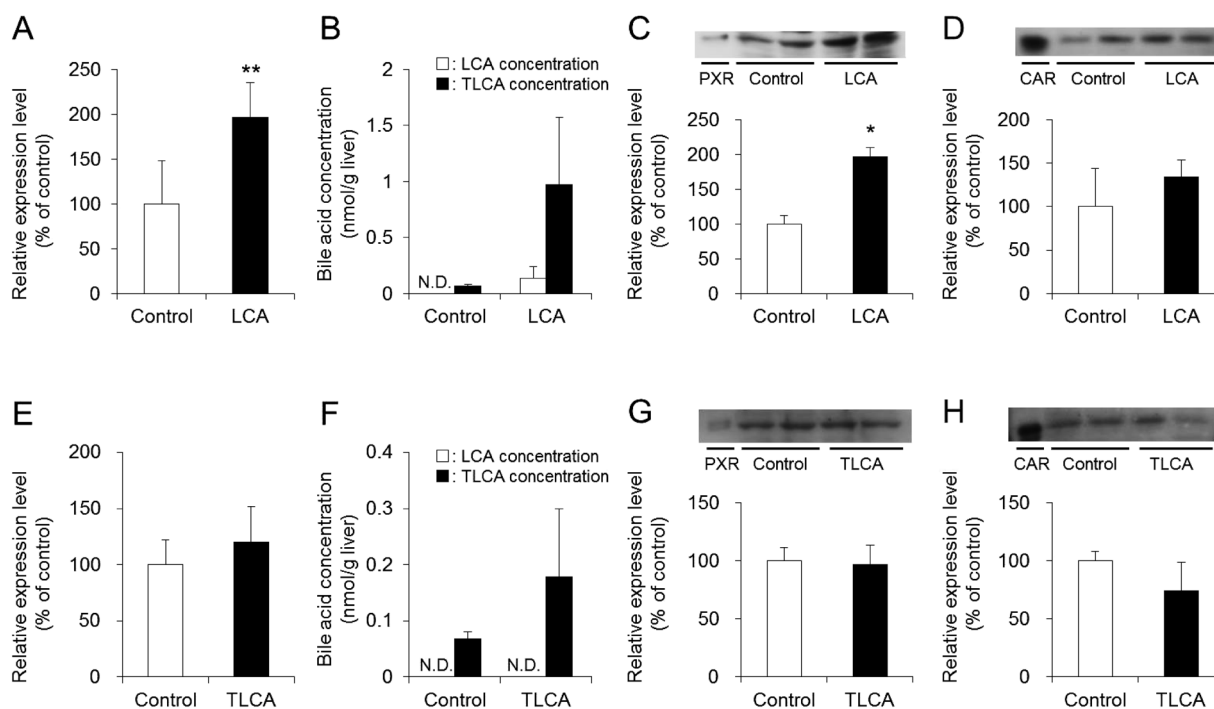 A
Relative expression level
(% of control)
250
200
150
100
50
0
**
Control
LCA
B
□: LCA concentration
■: TLCA concentration
Bile acid concentration
(nmol/g liver)
2
1.5
1
0.5
0
N.D.
Control
LCA
C
PXR
Control
LCA
Relative expression level
(% of control)
250
200
150
100
50
0
*
Control
LCA
D
CAR
Control
LCA
Relative expression level
(% of control)
200
150
100
50
0
Control
LCA
E
Relative expression level
(% of control)
200
150
100
50
0
Control
TLCA
F
□: LCA concentration
■: TLCA concentration
Bile acid concentration
(nmol/g liver)
0.4
0.3
0.2
0.1
0
N.D.
N.D.
Control
TLCA
G
PXR
Control
TLCA
Relative expression level
(% of control)
200
150
100
50
0
Control
TLCA
H
CAR
Control
TLCA
Relative expression level
(% of control)
200
150
100
50
0
Control
TLCA